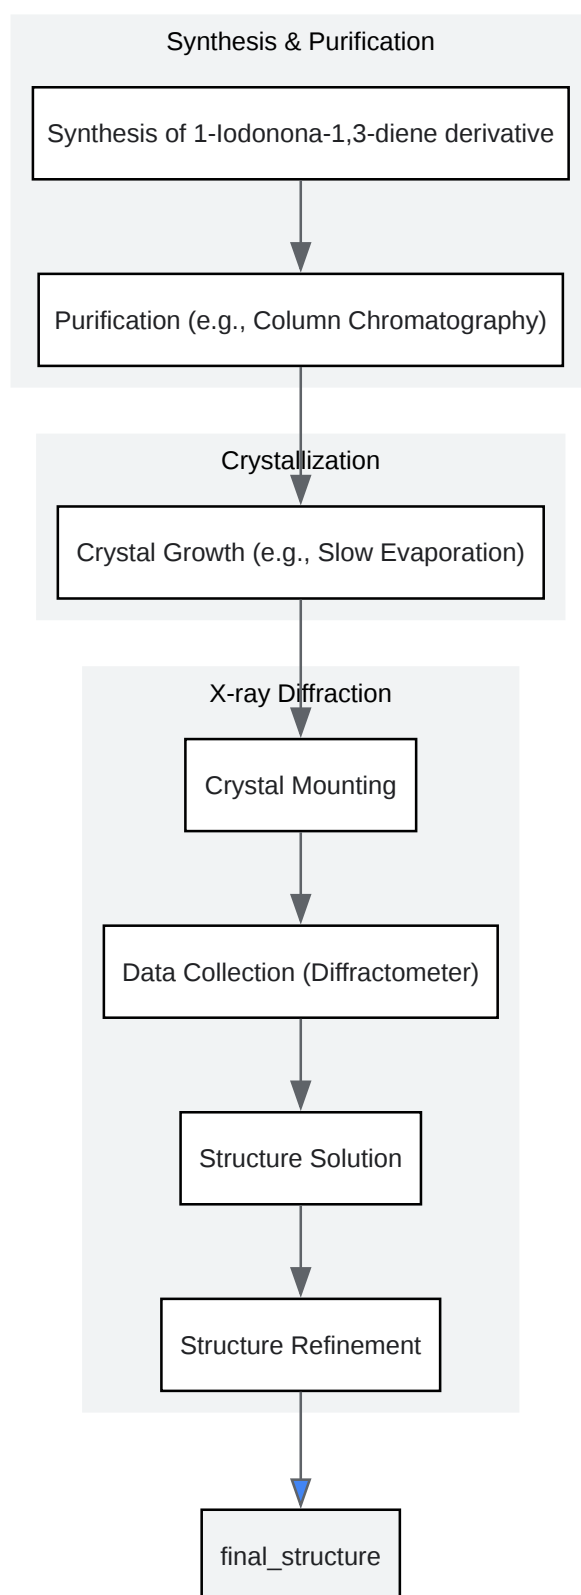 Synthesis & Purification
Synthesis of 1-Iodonona-1,3-diene derivative
Purification (e.g., Column Chromatography)
Crystallization
Crystal Growth (e.g., Slow Evaporation)
X-ray Diffraction
Crystal Mounting
Data Collection (Diffractometer)
Structure Solution
Structure Refinement
final_structure